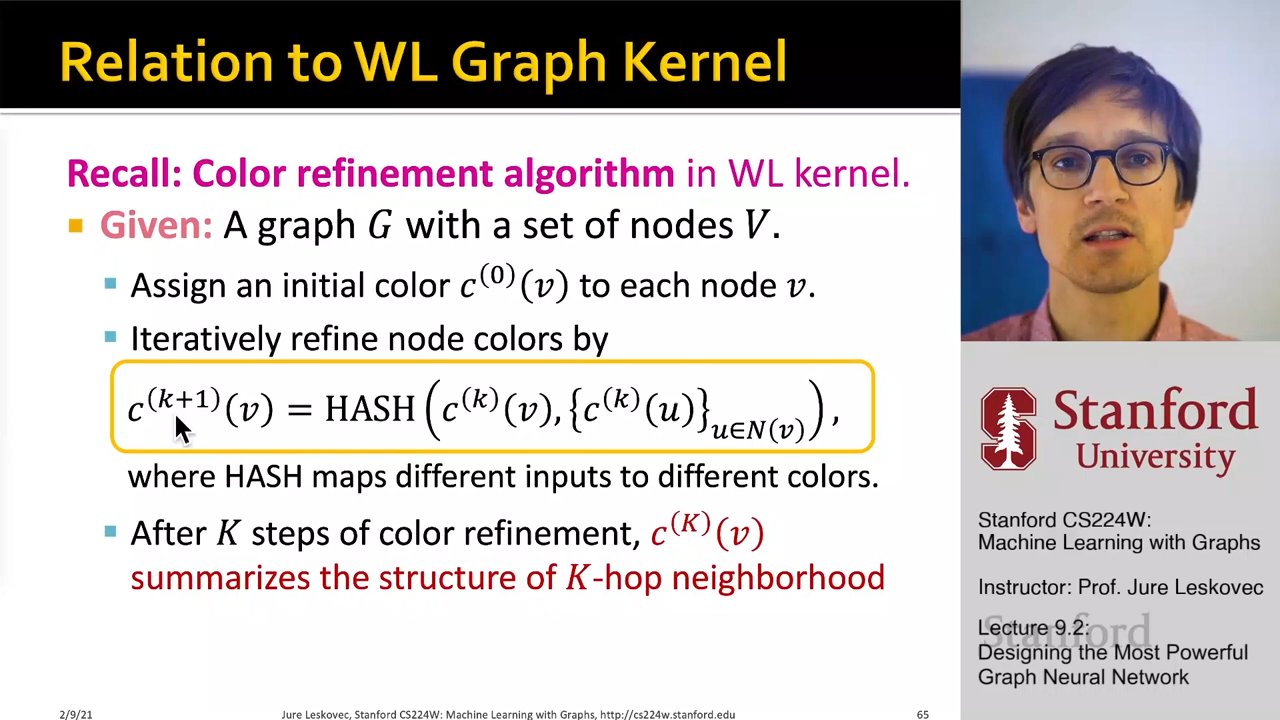 Relation to WL Graph Kernel
Recall: Color refinement algorithm in WL kernel.
Given: A graph G with a set of nodes V.
Assign an initial color c^(0)(v) to each node v.
Iteratively refine node colors by
c^(k+1)(v) = HASH(c^(k)(v), {c^(k)(u)}_{u∈N(v)}),
where HASH maps different inputs to different colors.
After K steps of color refinement, c^(K)(v)
summarizes the structure of K-hop neighborhood
2/9/21
Jure Leskovec, Stanford CS224W: Machine Learning with Graphs, http://cs224w.stanford.edu
65
Stanford
University
Stanford CS224W:
Machine Learning with Graphs
Instructor: Prof. Jure Leskovec
Stanford
Lecture 9.2:
Designing the Most Powerful
Graph Neural Network